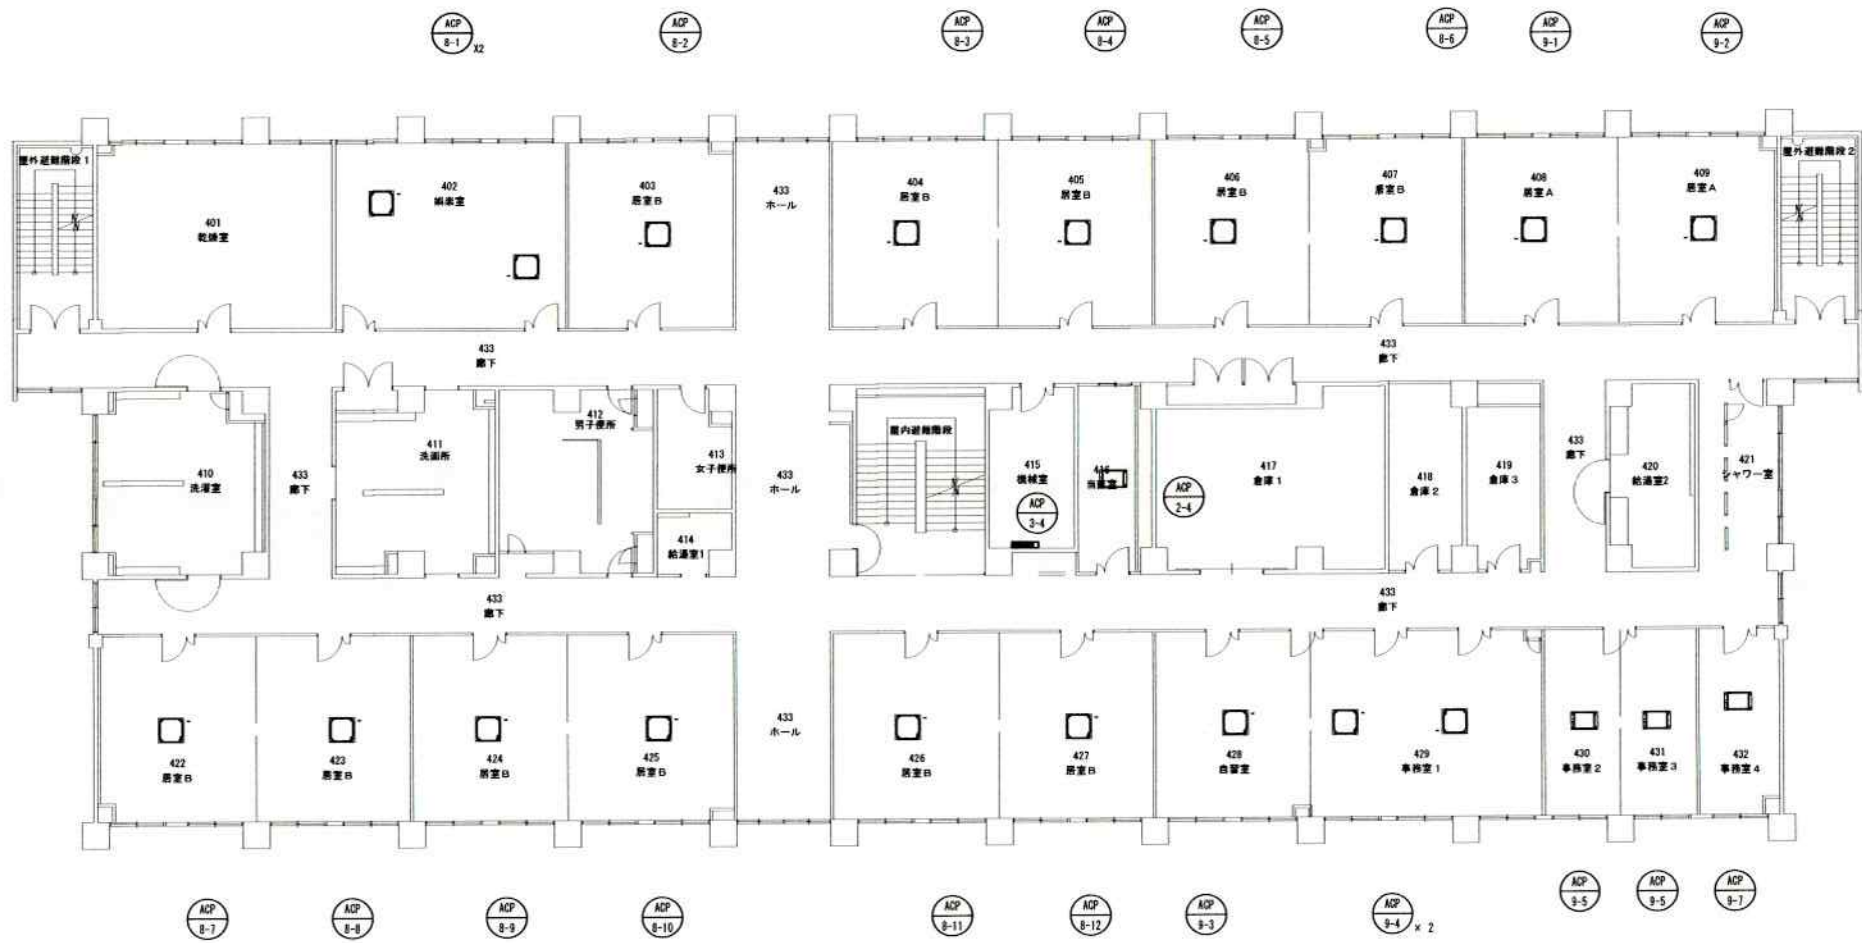 ACP
8-1
X2
ACP
8-2
ACP
8-3
ACP
8-4
ACP
8-5
ACP
8-6
ACP
9-1
ACP
9-2
屋外避難階段1
401
乾燥室
402
娯楽室
403
居室B
433
ホール
404
居室B
405
居室B
406
居室B
407
居室B
408
居室A
409
居室A
屋外避難階段2
433
廊下
433
廊下
410
洗濯室
433
廊下
411
洗面所
412
男子便所
413
女子便所
414
給湯室1
433
ホール
屋内避難階段
415
機械室
ACP
3-4
416
当直室
ACP
2-4
417
倉庫1
418
倉庫2
419
倉庫3
433
廊下
420
給湯室2
421
シャワー室
433
廊下
433
廊下
422
居室B
423
居室B
424
居室B
425
居室B
433
ホール
426
居室B
427
居室B
428
自習室
429
事務室1
430
事務室2
431
事務室3
432
事務室4
ACP
8-7
ACP
8-8
ACP
8-9
ACP
8-10
ACP
8-11
ACP
8-12
ACP
9-3
ACP
9-4
× 2
ACP
9-5
ACP
9-5
ACP
9-7